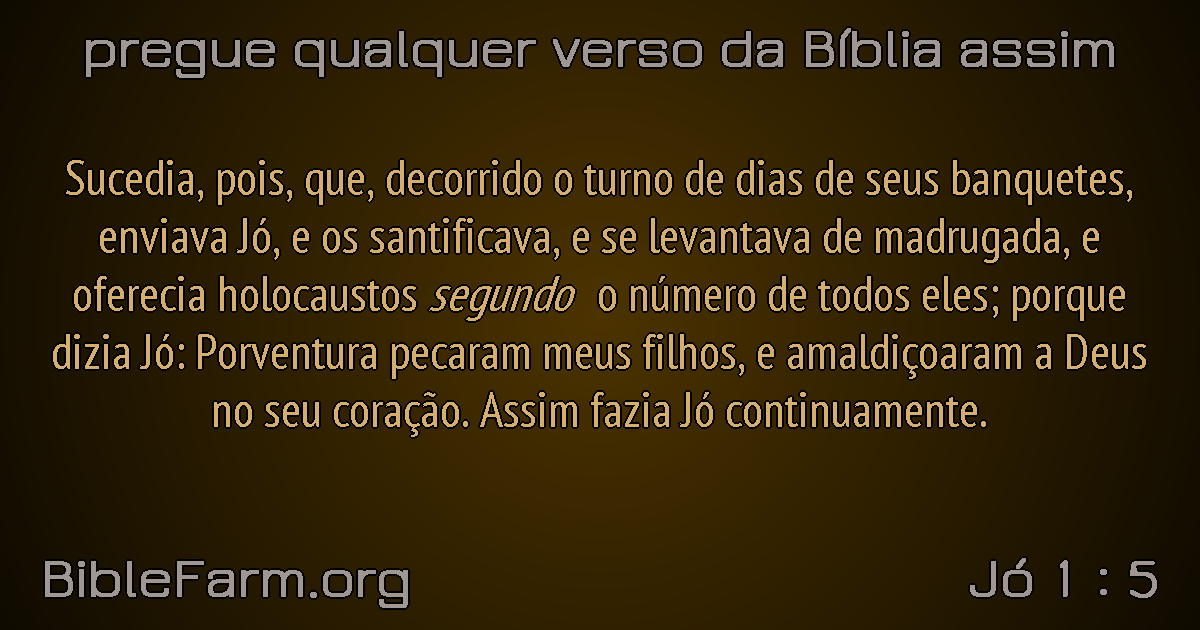 pregue qualquer verso da Bíblia assim
Sucedia, pois, que, decorrido o turno de dias de seus banquetes,
enviava Jó, e os santificava, e se levantava de madrugada, e
oferecia holocaustos segundo o número de todos eles; porque
dizia Jó: Porventura pecaram meus filhos, e amaldiçoaram a Deus
no seu coração. Assim fazia Jó continuamente.
BibleFarm.org
Jó 1 : 5